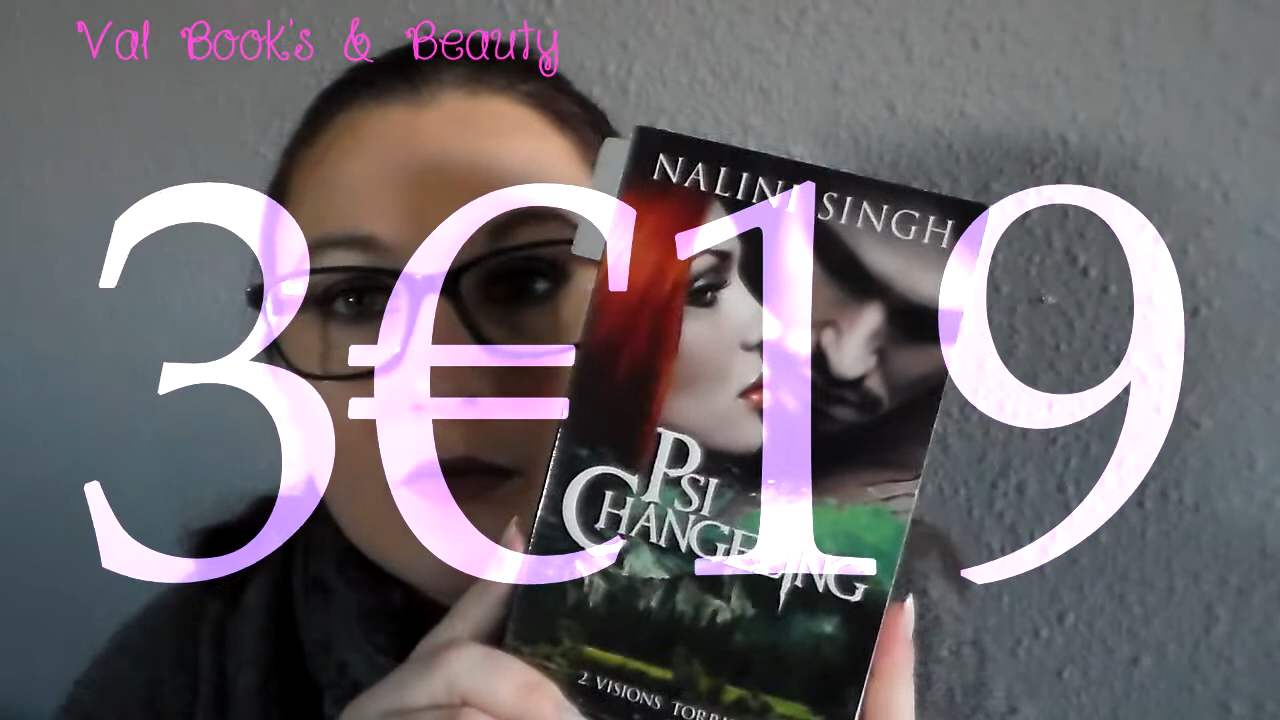 Val Book's & Beauty
3€19
NALINI SINGH
PSI
CHANGELING
2 VISIONS